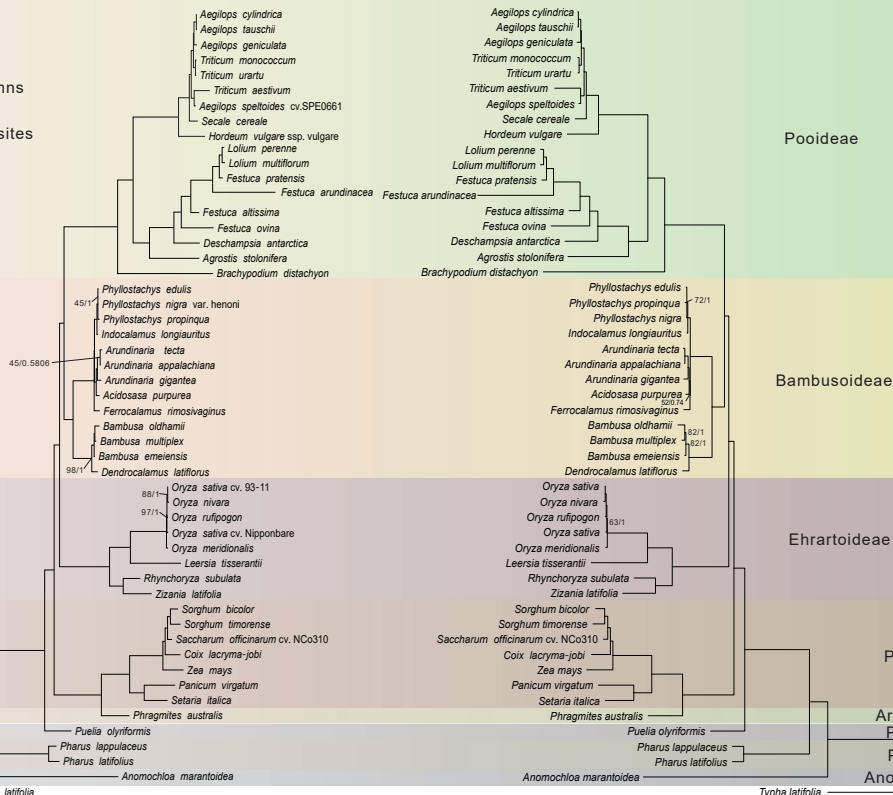 Aegilops cylindrica Aegilops cylindrica
Aegilops tauschii Aegilops tauschii
Aegilops geniculata Aegilops geniculata
Triticum monococcum Triticum monococcum
Triticum urartu Triticum urartu
nns Triticum aestivum Triticum aestivum
Aegilops speltoides cv.SPE0661 Aegilops speltoides
Secale cereale Secale cereale
sites Hordeum vulgare ssp. vulgare Hordeum vulgare Pooideae
Lolium perenne Lolium perenne
Lolium multiflorum Lolium multiflorum
Festuca pratensis Festuca pratensis
Festuca arundinacea Festuca arundinacea
Festuca altissima Festuca altissima
Festuca ovina Festuca ovina
Deschampsia antarctica Deschampsia antarctica
Agrostis stolonifera Agrostis stolonifera
Brachypodium distachyon Brachypodium distachyon
Phyllostachys edulis Phyllostachys edulis
45/1 Phyllostachys nigra var. henoni Phyllostachys propinqua 72/1
Phyllostachys propinqua Phyllostachys nigra
Indocalamus longiauritus Indocalamus longiauritus
Arundinaria tecta Arundinaria tecta
45/0.5806 Arundinaria appalachiana Arundinaria appalachiana
Arundinaria gigantea Arundinaria gigantea Bambusoideae
Acidosasa purpurea Acidosasa purpurea
52/0.74
Ferrocalamus rimosivaginus Ferrocalamus rimosivaginus
Bambusa oldhamii Bambusa oldhamii 82/1
Bambusa multiplex Bambusa multiplex 82/1
Bambusa emeiensis Bambusa emeiensis
98/1 Dendrocalamus latiflorus Dendrocalamus latiflorus
Oryza sativa cv. 93-11 Oryza sativa
88/1 Oryza nivara Oryza nivara
97/1 Oryza rufipogon Oryza rufipogon 63/1
Oryza sativa cv. Nipponbare Oryza sativa Ehrartoideae
Oryza meridionalis Oryza meridionalis
Leersia tisserantii Leersia tisserantii
Rhynchoryza subulata Rhynchoryza subulata
Zizania latifolia Zizania latifolia
Sorghum bicolor Sorghum bicolor
Sorghum timorense Sorghum timorense
Saccharum officinarum cv. NCo310 Saccharum officinarum cv. NCo310
Coix lacryma-jobi Coix lacryma-jobi P
Zea mays Zea mays
Panicum virgatum Panicum virgatum
Setaria italica Setaria italica
Phragmites australis Phragmites australis Ar
Puelia olyriformis Puelia olyriformis P
Pharus lappulaceus Pharus lappulaceus
Pharus latifolius Pharus latifolius P
Anomochloa marantoidea Anomochloa marantoidea Ano
latifolia Typha latifolia